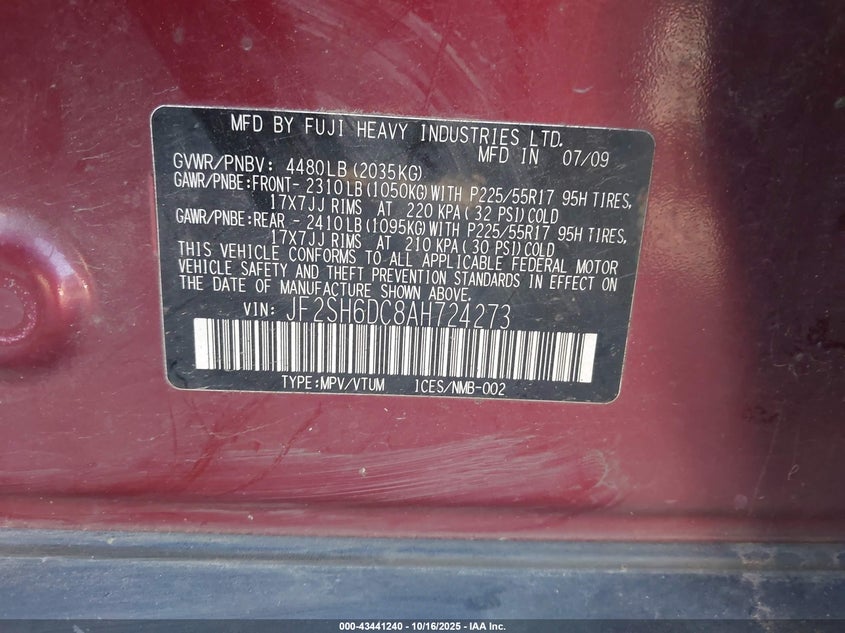 MFD BY FUJI HEAVY INDUSTRIES LTD.
MFD IN 07/09
GVWR/PNBV: 4480LB (2035KG)
GAWR/PNBE:FRONT- 2310LB (1050KG) WITH P225/55R17 95H TIRES,
17X7JJ RIMS AT 220 KPA ( 32 PSI) COLD
GAWR/PNBE:REAR - 2410LB (1095KG) WITH P225/55R17 95H TIRES,
17X7JJ RIMS AT 210 KPA ( 30 PSI) COLD
THIS VEHICLE CONFORMS TO ALL APPLICABLE FEDERAL MOTOR
VEHICLE SAFETY AND THEFT PREVENTION STANDARDS IN EFFECT ON
THE DATE OF MANUFACTURE SHOWN ABOVE.
VIN: JF2SH6DC8AH724273
TYPE:MPV/VTUM ICES/NMB-002
000-43441240 - 10/16/2025 - IAA Inc.